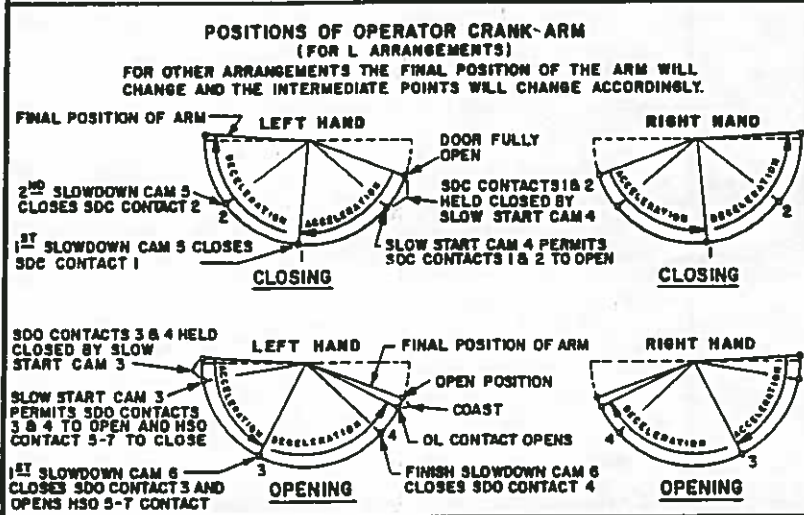 POSITIONS OF OPERATOR CRANK-ARM
(FOR L ARRANGEMENTS)
FOR OTHER ARRANGEMENTS THE FINAL POSITION OF THE ARM WILL
CHANGE AND THE INTERMEDIATE POINTS WILL CHANGE ACCORDINGLY.
FINAL POSITION OF ARM
LEFT HAND
DOOR FULLY
OPEN
RIGHT HAND
DECELERATION
ACCELERATION
2ND SLOWDOWN CAM 5
CLOSES SDC CONTACT 2
2
SDC CONTACTS 1 & 2
HELD CLOSED BY
SLOW START CAM 4
1ST SLOWDOWN CAM 5 CLOSES
SDC CONTACT 1
1
SLOW START CAM 4 PERMITS
SDC CONTACTS 1 & 2 TO OPEN
CLOSING
ACCELERATION
DECELERATION
2
1
CLOSING
SDO CONTACTS 3 & 4 HELD
CLOSED BY SLOW
START CAM 3
LEFT HAND
FINAL POSITION OF ARM
RIGHT HAND
OPEN POSITION
COAST
OL CONTACT OPENS
SLOW START CAM 3
PERMITS SDO CONTACTS
3 & 4 TO OPEN AND HSO
CONTACT 5-7 TO CLOSE
ACCELERATION
DECELERATION
4
3
1ST SLOWDOWN CAM 6
CLOSES SDO CONTACT 3 AND
OPENS HSO 5-7 CONTACT
FINISH SLOWDOWN CAM 6
CLOSES SDO CONTACT 4
OPENING
DECELERATION
ACCELERATION
4
3
OPENING